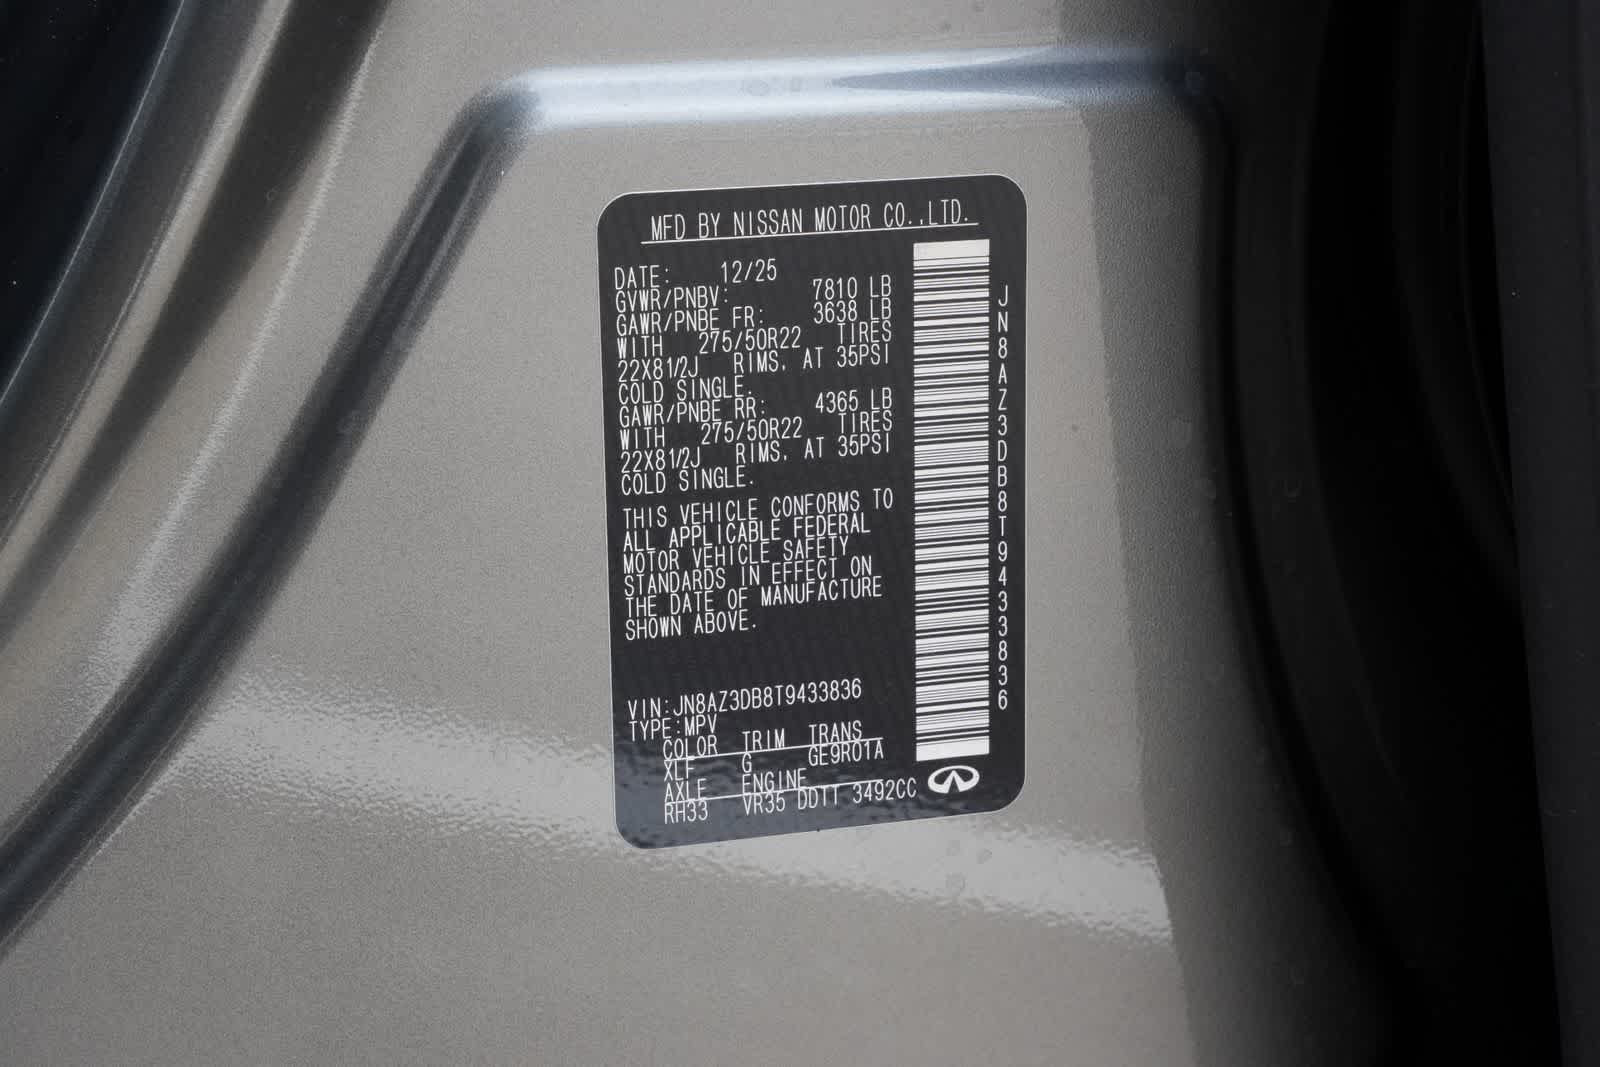 MFD BY NISSAN MOTOR CO.,LTD.
DATE: 12/25
GVWR/PNBV: 7810 LB
GAWR/PNBE FR: 3638 LB
WITH 275/50R22 TIRES
22X81/2J RIMS, AT 35PSI
COLD SINGLE.
GAWR/PNBE RR: 4365 LB
WITH 275/50R22 TIRES
22X81/2J RIMS, AT 35PSI
COLD SINGLE.
THIS VEHICLE CONFORMS TO
ALL APPLICABLE FEDERAL
MOTOR VEHICLE SAFETY
STANDARDS IN EFFECT ON
THE DATE OF MANUFACTURE
SHOWN ABOVE.
VIN:JN8AZ3DB8T9433836
TYPE:MPV
COLOR TRIM TRANS
XLF G GE9R01A
AXLE ENGINE
RH33 VR35 DDTT 3492CC
JN8AZ3DB8T9433836